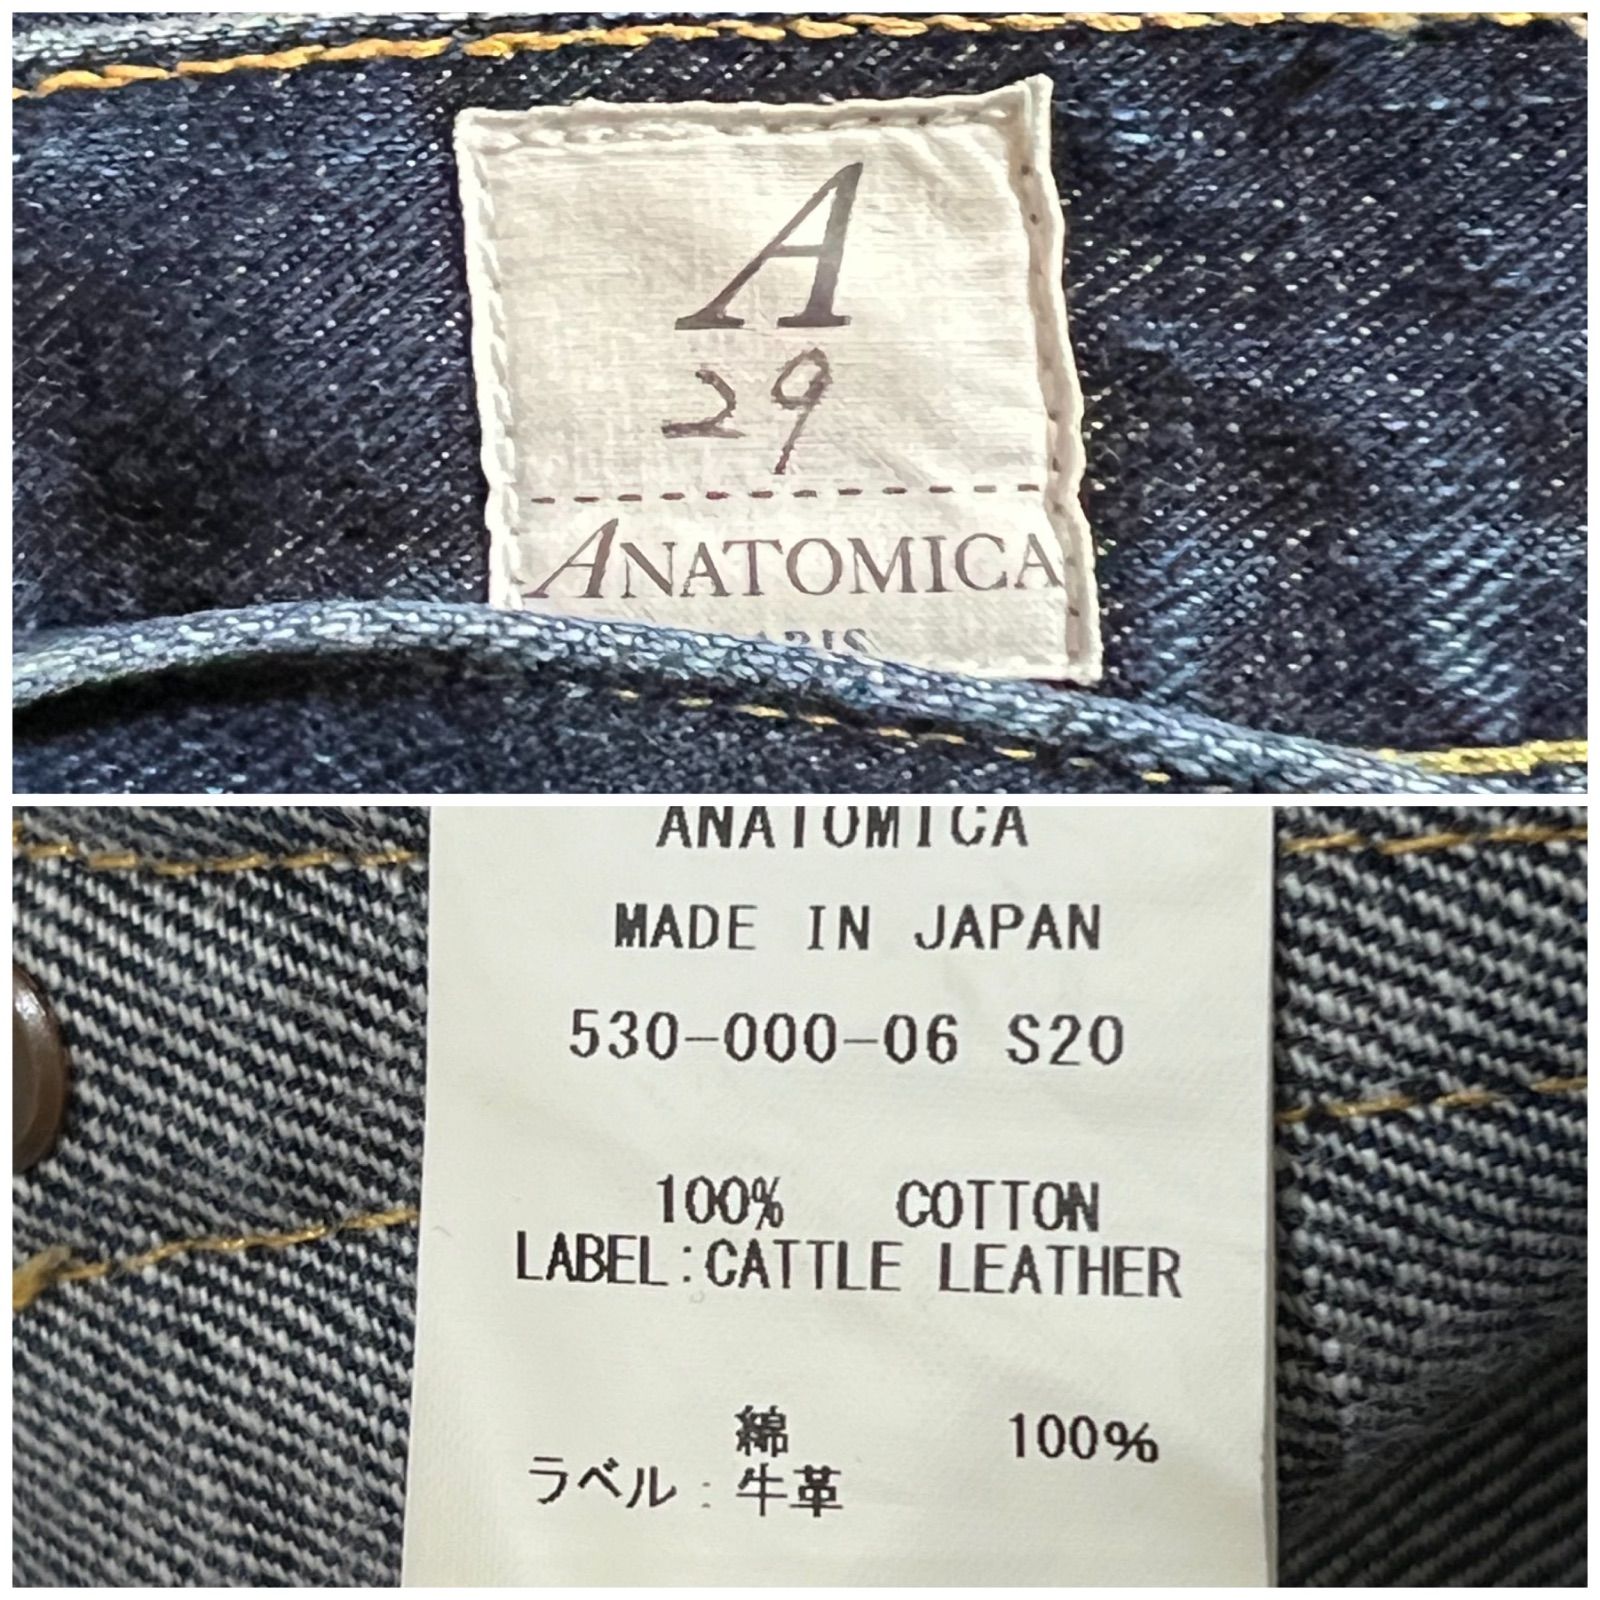 A
29
ANATOMICA
ANATOMICA
MADE IN JAPAN
530-000-06 S20
100% COTTON
LABEL:CATTLE LEATHER
綿 100%
ラベル:牛革